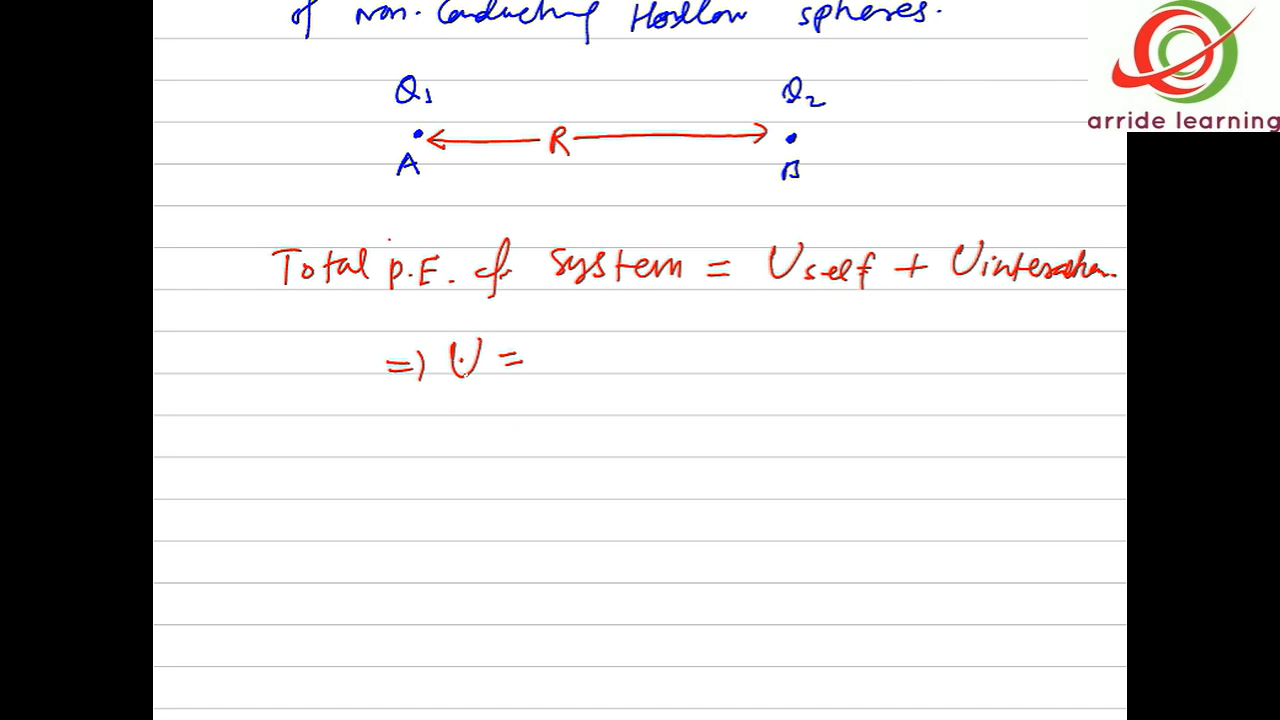 of non-Conducting Hollow spheres.
arride learning
Q1 Q2
R
A B
Total P.E. of system = Uself + Uinteraction.
=) U =